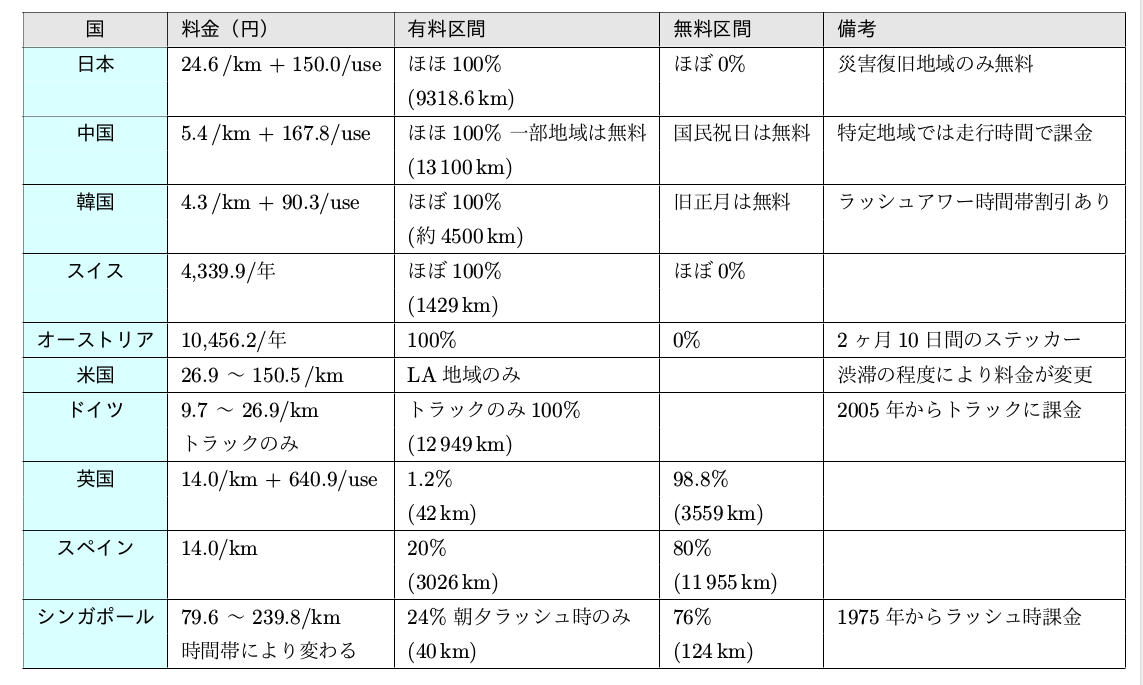 国 料金（円） 有料区間 無料区間 備考
日本 24.6 /km + 150.0/use ほほ 100% ほぼ 0% 災害復旧地域のみ無料
(9318.6 km)
中国 5.4 /km + 167.8/use ほほ 100% 一部地域は無料 国民祝日は無料 特定地域では走行時間で課金
(13 100 km)
韓国 4.3 /km + 90.3/use ほぼ 100% 旧正月は無料 ラッシュアワー時間帯割引あり
(約 4500 km)
スイス 4,339.9/年 ほぼ 100% ほぼ 0%
(1429 km)
オーストリア 10,456.2/年 100% 0% 2 ヶ月 10 日間のステッカー
米国 26.9 ～ 150.5 /km LA 地域のみ 渋滞の程度により料金が変更
ドイツ 9.7 ～ 26.9/km トラックのみ 100% 2005 年からトラックに課金
トラックのみ (12 949 km)
英国 14.0/km + 640.9/use 1.2% 98.8%
(42 km) (3559 km)
スペイン 14.0/km 20% 80%
(3026 km) (11 955 km)
シンガポール 79.6 ～ 239.8/km 24% 朝夕ラッシュ時のみ 76% 1975 年からラッシュ時課金
時間帯により変わる (40 km) (124 km)